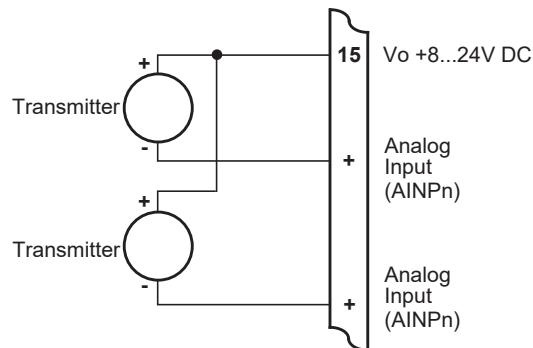 +
15 Vo +8...24V DC
Transmitter
-
+
Analog
Input
(AINPn)
+
Transmitter
-
+
Analog
Input
(AINPn)